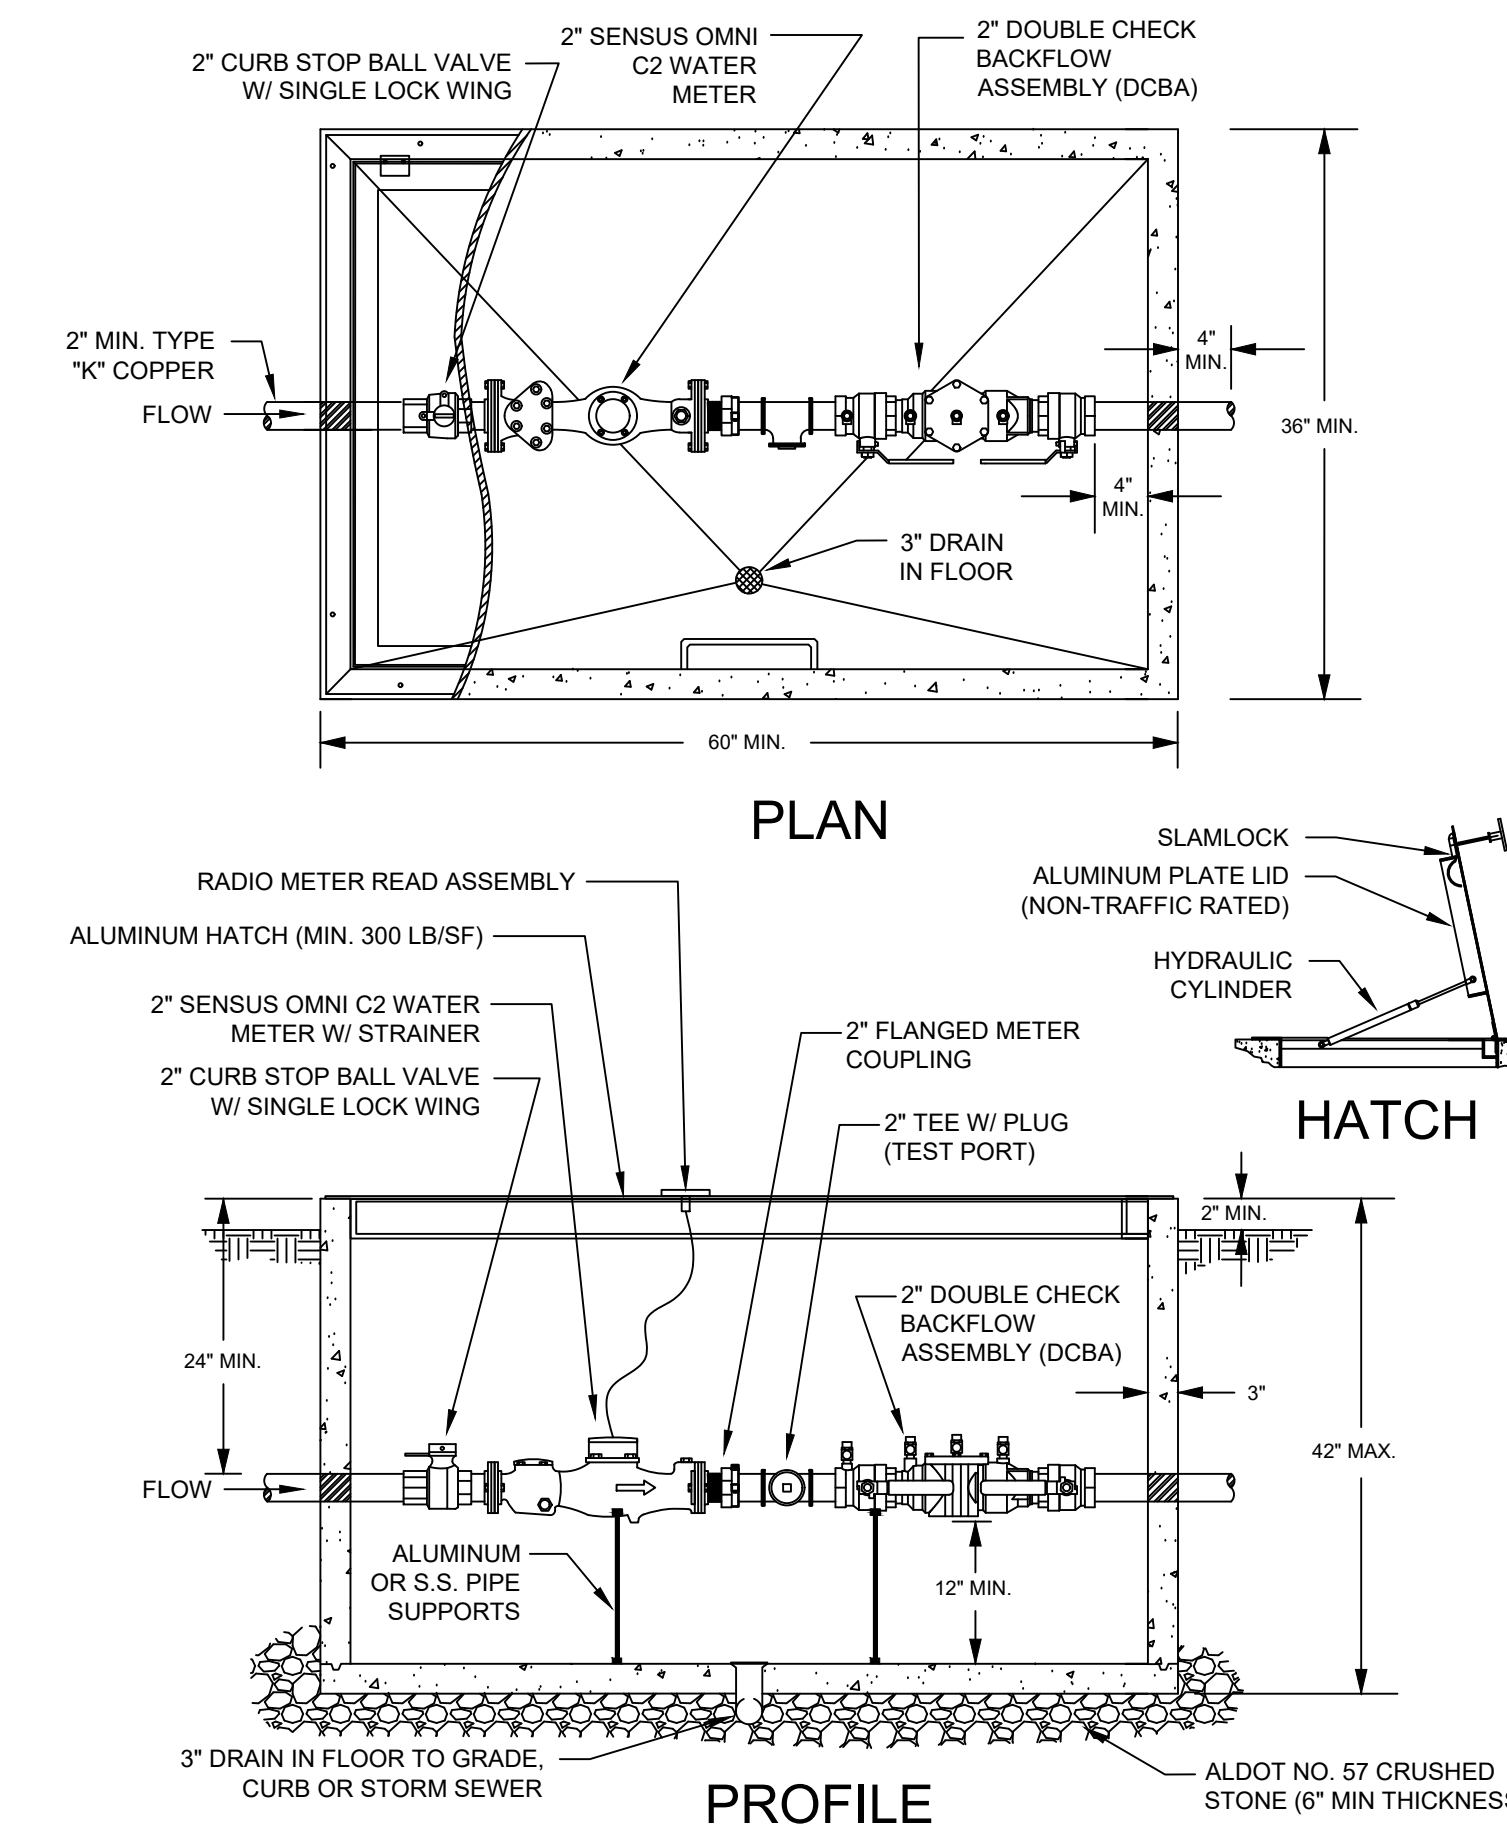 2" CURB STOP BALL VALVE
W/ SINGLE LOCK WING
2" SENSUS OMNI
C2 WATER
METER
2" DOUBLE CHECK
BACKFLOW
ASSEMBLY (DCBA)
2" MIN. TYPE
"K" COPPER
FLOW
4"
MIN.
36" MIN.
4"
MIN.
3" DRAIN
IN FLOOR
60" MIN.
PLAN
SLAMLOCK
ALUMINUM PLATE LID
(NON-TRAFFIC RATED)
HYDRAULIC
CYLINDER
HATCH
RADIO METER READ ASSEMBLY
ALUMINUM HATCH (MIN. 300 LB/SF)
2" SENSUS OMNI C2 WATER
METER W/ STRAINER
2" CURB STOP BALL VALVE
W/ SINGLE LOCK WING
2" FLANGED METER
COUPLING
2" TEE W/ PLUG
(TEST PORT)
2" MIN.
24" MIN.
2" DOUBLE CHECK
BACKFLOW
ASSEMBLY (DCBA)
3"
42" MAX.
FLOW
ALUMINUM
OR S.S. PIPE
SUPPORTS
12" MIN.
3" DRAIN IN FLOOR TO GRADE,
CURB OR STORM SEWER
PROFILE
ALDOT NO. 57 CRUSHED
STONE (6" MIN THICKNES